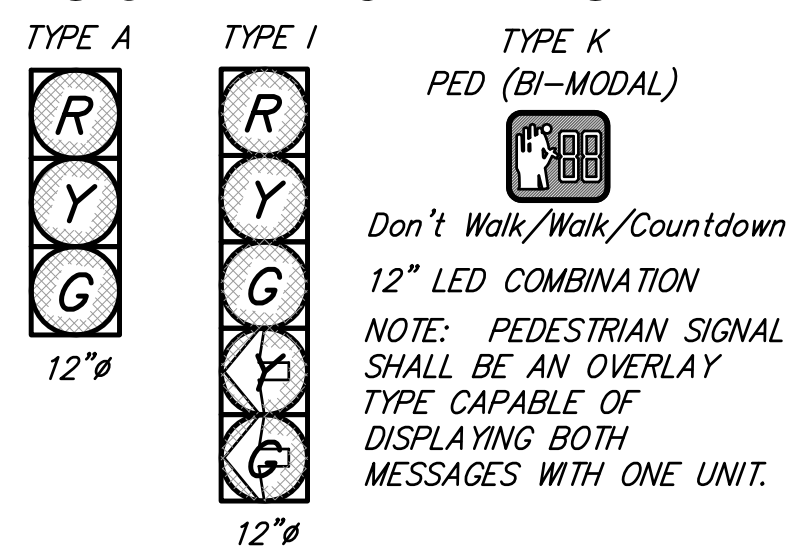 TYPE A
R
Y
G
12"ø
TYPE I
R
Y
G
Y
G
12"ø
TYPE K
PED (BI-MODAL)
88
Don't Walk/Walk/Countdown
12" LED COMBINATION
NOTE: PEDESTRIAN SIGNAL
SHALL BE AN OVERLAY
TYPE CAPABLE OF
DISPLAYING BOTH
MESSAGES WITH ONE UNIT.